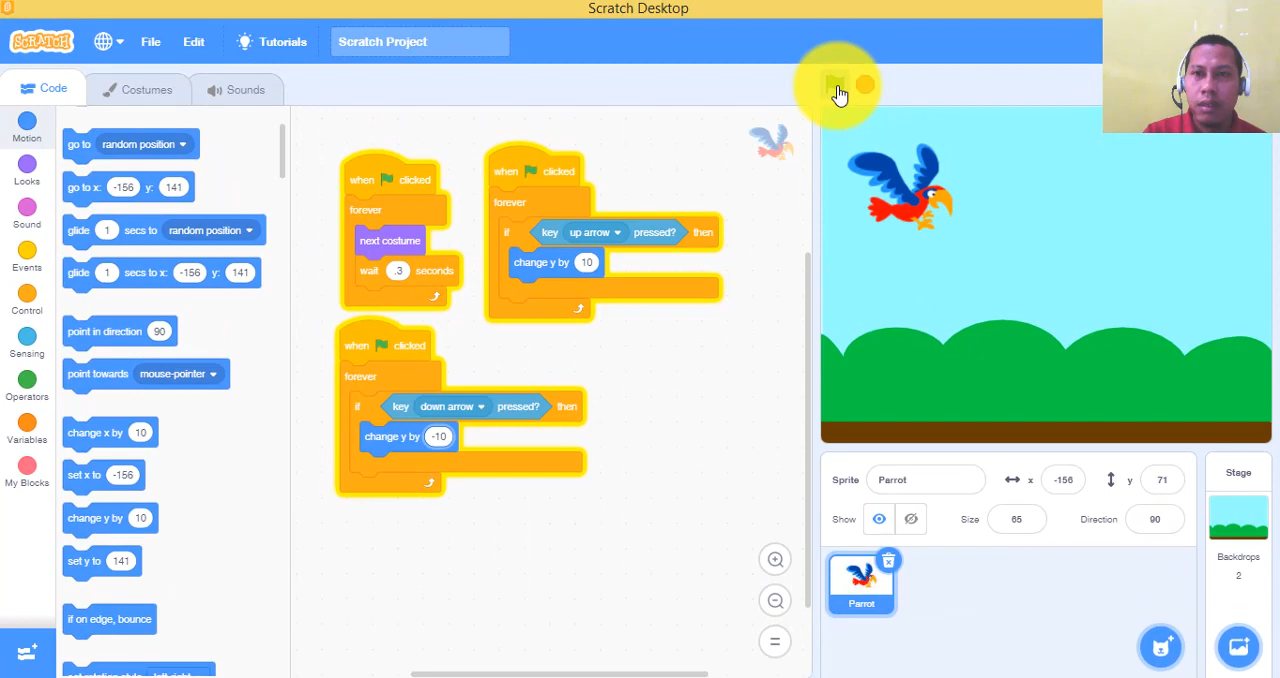 Scratch Desktop
SCRATCH
File
Edit
Tutorials
Scratch Project
Code
Costumes
Sounds
Motion
Looks
Sound
Events
Control
Sensing
Operators
Variables
My Blocks
go to random position
go to x: -156 y: 141
glide 1 secs to random position
glide 1 secs to x: -156 y: 141
point in direction 90
point towards mouse-pointer
change x by 10
set x to -156
change y by 10
set y to 141
if on edge, bounce
when clicked
forever
next costume
wait .3 seconds
when clicked
forever
if key up arrow pressed? then
change y by 10
when clicked
forever
if key down arrow pressed? then
change y by -10
Sprite Parrot x -156 y 71
Show Size 65 Direction 90
Parrot
Stage
Backdrops
2